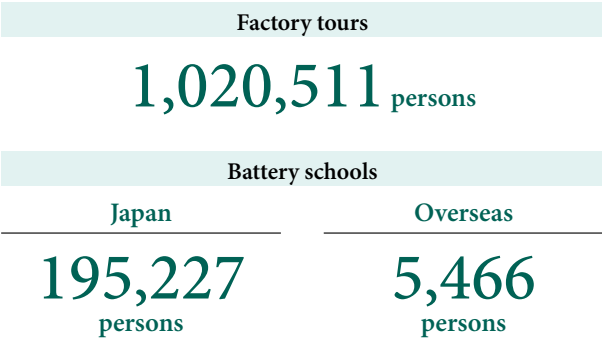 Factory tours
1,020,511 persons
Battery schools
Japan
Overseas
195,227
5,466
persons
persons